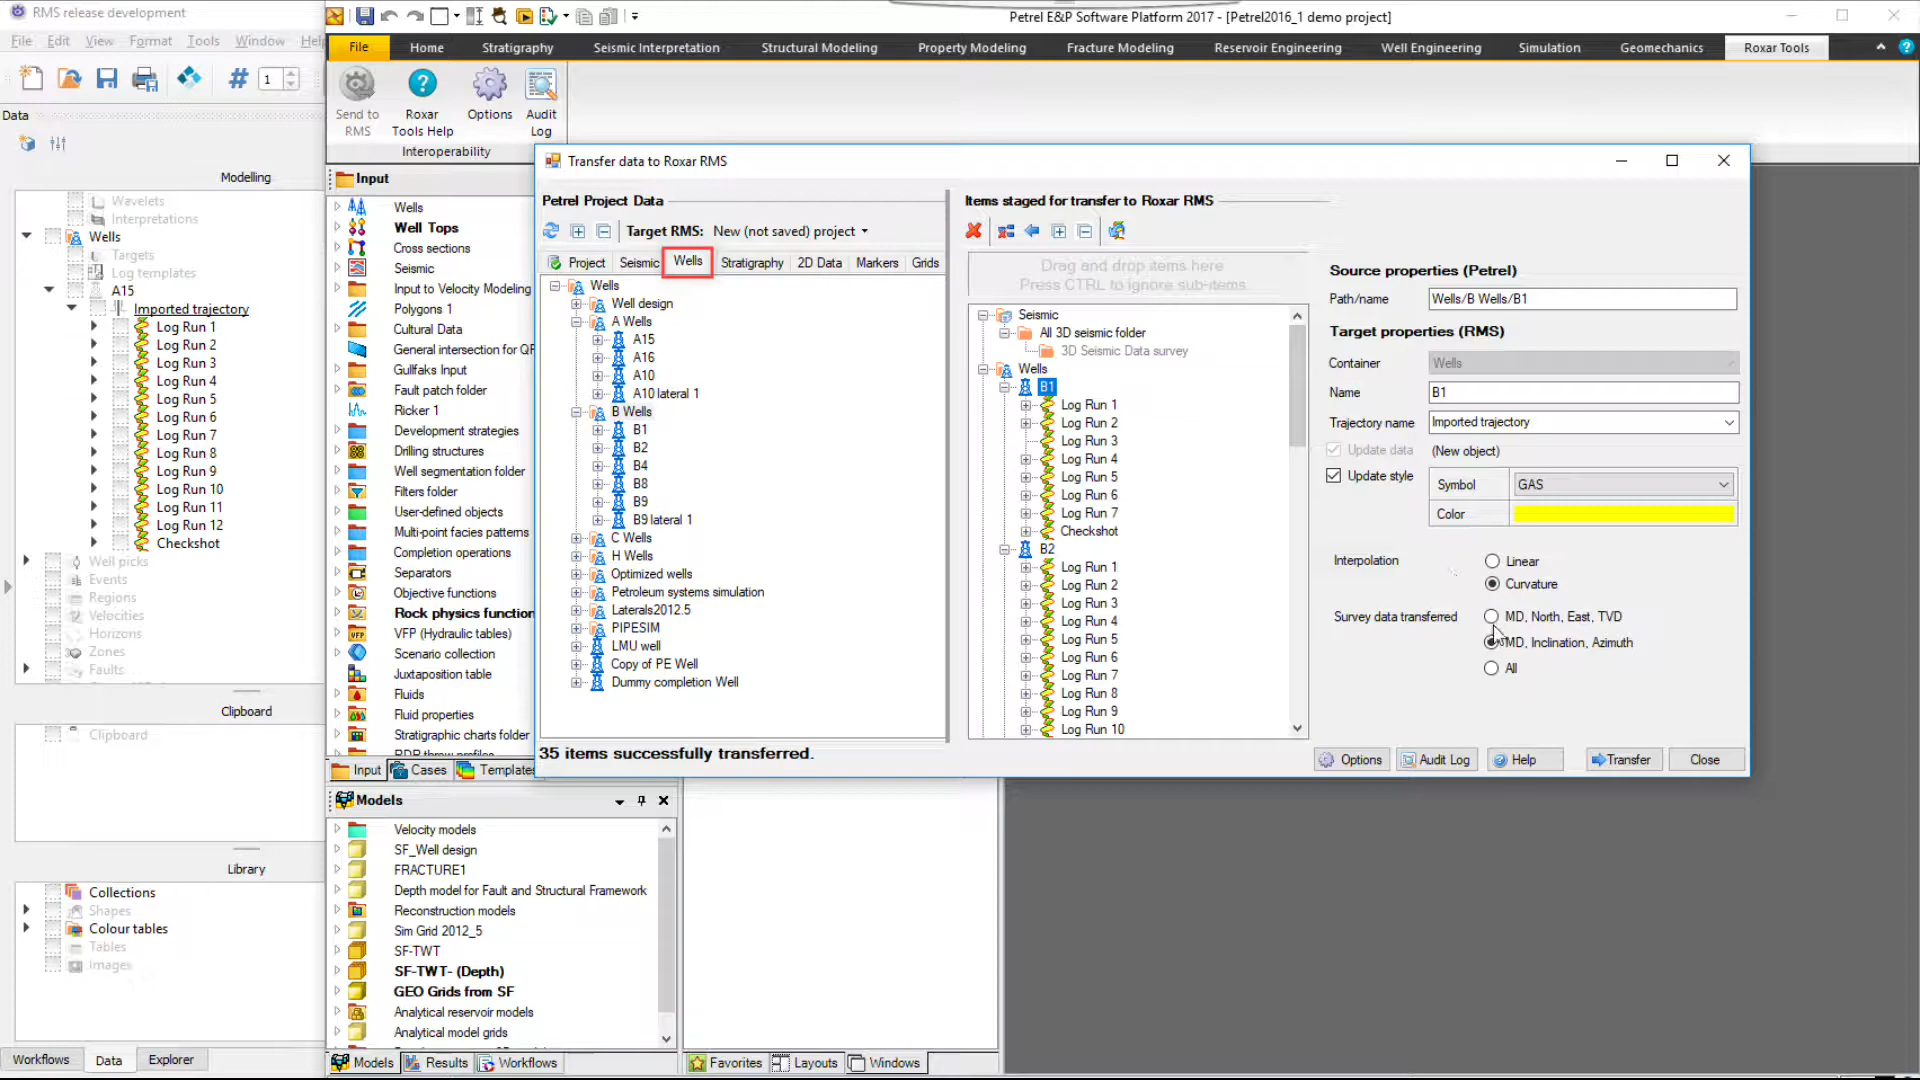 RMS release development
File Edit View Format Tools Window Help
1
Data
Modelling
Wavelets
Interpretations
Wells
Targets
Log templates
A15
Imported trajectory
Log Run 1
Log Run 2
Log Run 3
Log Run 4
Log Run 5
Log Run 6
Log Run 7
Log Run 8
Log Run 9
Log Run 10
Log Run 11
Log Run 12
Checkshot
Well picks
Events
Regions
Velocities
Horizons
Zones
Faults
Clipboard
Clipboard
Library
Collections
Shapes
Colour tables
Tables
Images
Workflows Data Explorer
Petrel E&P Software Platform 2017 - [Petrel2016_1 demo project]
File Home Stratigraphy Seismic Interpretation Structural Modeling Property Modeling Fracture Modeling Reservoir Engineering Well Engineering Simulation Geomechanics Roxar Tools
Send to RMS
Roxar Tools Help
Options
Audit Log
Interoperability
Input
Wells
Well Tops
Cross sections
Seismic
Input to Velocity Modeling
Polygons 1
Cultural Data
General intersection for QF
Gullfaks Input
Fault patch folder
Ricker 1
Development strategies
Drilling structures
Well segmentation folder
Filters folder
User-defined objects
Multi-point facies patterns
Completion operations
Separators
Objective functions
Rock physics function
VFP (Hydraulic tables)
Scenario collection
Juxtaposition table
Fluids
Fluid properties
Stratigraphic charts folder
Input Cases Templates
Models
Velocity models
SF_Well design
FRACTURE1
Depth model for Fault and Structural Framework
Reconstruction models
Sim Grid 2012_5
SF-TWT
SF-TWT- (Depth)
GEO Grids from SF
Analytical reservoir models
Analytical model grids
Models Results Workflows
Favorites Layouts Windows
Transfer data to Roxar RMS
Petrel Project Data
Target RMS: New (not saved) project
Project Seismic Wells Stratigraphy 2D Data Markers Grids
Wells
Well design
A Wells
A15
A16
A10
A10 lateral 1
B Wells
B1
B2
B4
B8
B9
B9 lateral 1
C Wells
H Wells
Optimized wells
Petroleum systems simulation
Laterals2012.5
PIPESIM
LMU well
Copy of PE Well
Dummy completion Well
35 items successfully transferred.
Items staged for transfer to Roxar RMS
Drag and drop items here
Press CTRL to ignore sub-items
Seismic
All 3D seismic folder
3D Seismic Data survey
Wells
B1
Log Run 1
Log Run 2
Log Run 3
Log Run 4
Log Run 5
Log Run 6
Log Run 7
Checkshot
B2
Log Run 1
Log Run 2
Log Run 3
Log Run 4
Log Run 5
Log Run 6
Log Run 7
Log Run 8
Log Run 9
Log Run 10
Source properties (Petrel)
Path/name Wells/B Wells/B1
Target properties (RMS)
Container Wells
Name B1
Trajectory name Imported trajectory
Update data (New object)
Update style Symbol GAS
Color
Interpolation Linear
Curvature
Survey data transferred MD, North, East, TVD
MD, Inclination, Azimuth
All
Options Audit Log Help Transfer Close